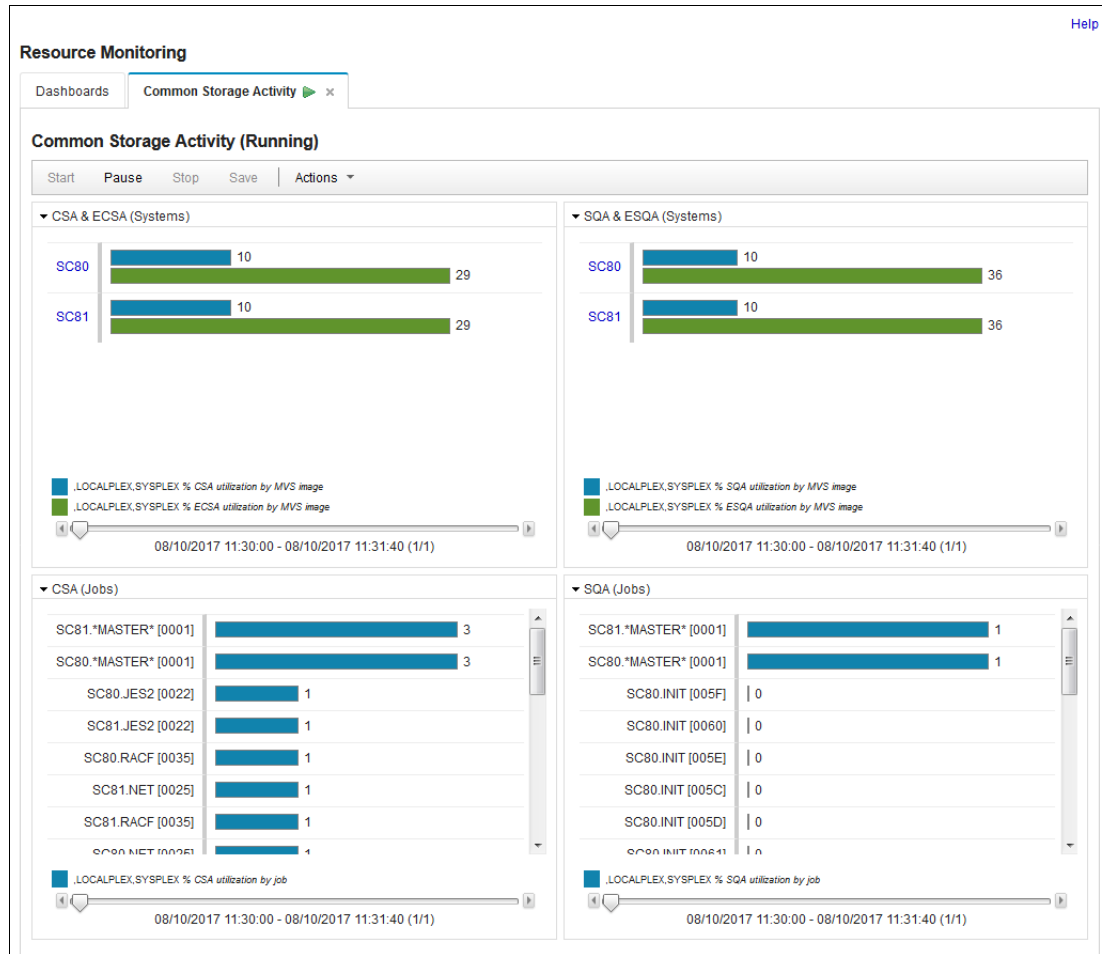 Help
Resource Monitoring
Dashboards
Common Storage Activity
Common Storage Activity (Running)
Start Pause Stop Save Actions
CSA & ECSA (Systems)
SC80 10
29
SC81 10
29
,LOCALPLEX,SYSPLEX % CSA utilization by MVS image
,LOCALPLEX,SYSPLEX % ECSA utilization by MVS image
08/10/2017 11:30:00 - 08/10/2017 11:31:40 (1/1)
SQA & ESQA (Systems)
SC80 10
36
SC81 10
36
,LOCALPLEX,SYSPLEX % SQA utilization by MVS image
,LOCALPLEX,SYSPLEX % ESQA utilization by MVS image
08/10/2017 11:30:00 - 08/10/2017 11:31:40 (1/1)
CSA (Jobs)
SC81.*MASTER* [0001] 3
SC80.*MASTER* [0001] 3
SC80.JES2 [0022] 1
SC81.JES2 [0022] 1
SC80.RACF [0035] 1
SC81.NET [0025] 1
SC81.RACF [0035] 1
SC80.NET [0025] 1
,LOCALPLEX,SYSPLEX % CSA utilization by job
08/10/2017 11:30:00 - 08/10/2017 11:31:40 (1/1)
SQA (Jobs)
SC81.*MASTER* [0001] 1
SC80.*MASTER* [0001] 1
SC80.INIT [005F] 0
SC80.INIT [0060] 0
SC80.INIT [005E] 0
SC80.INIT [005C] 0
SC80.INIT [005D] 0
SC80.INIT [0061] 0
,LOCALPLEX,SYSPLEX % SQA utilization by job
08/10/2017 11:30:00 - 08/10/2017 11:31:40 (1/1)